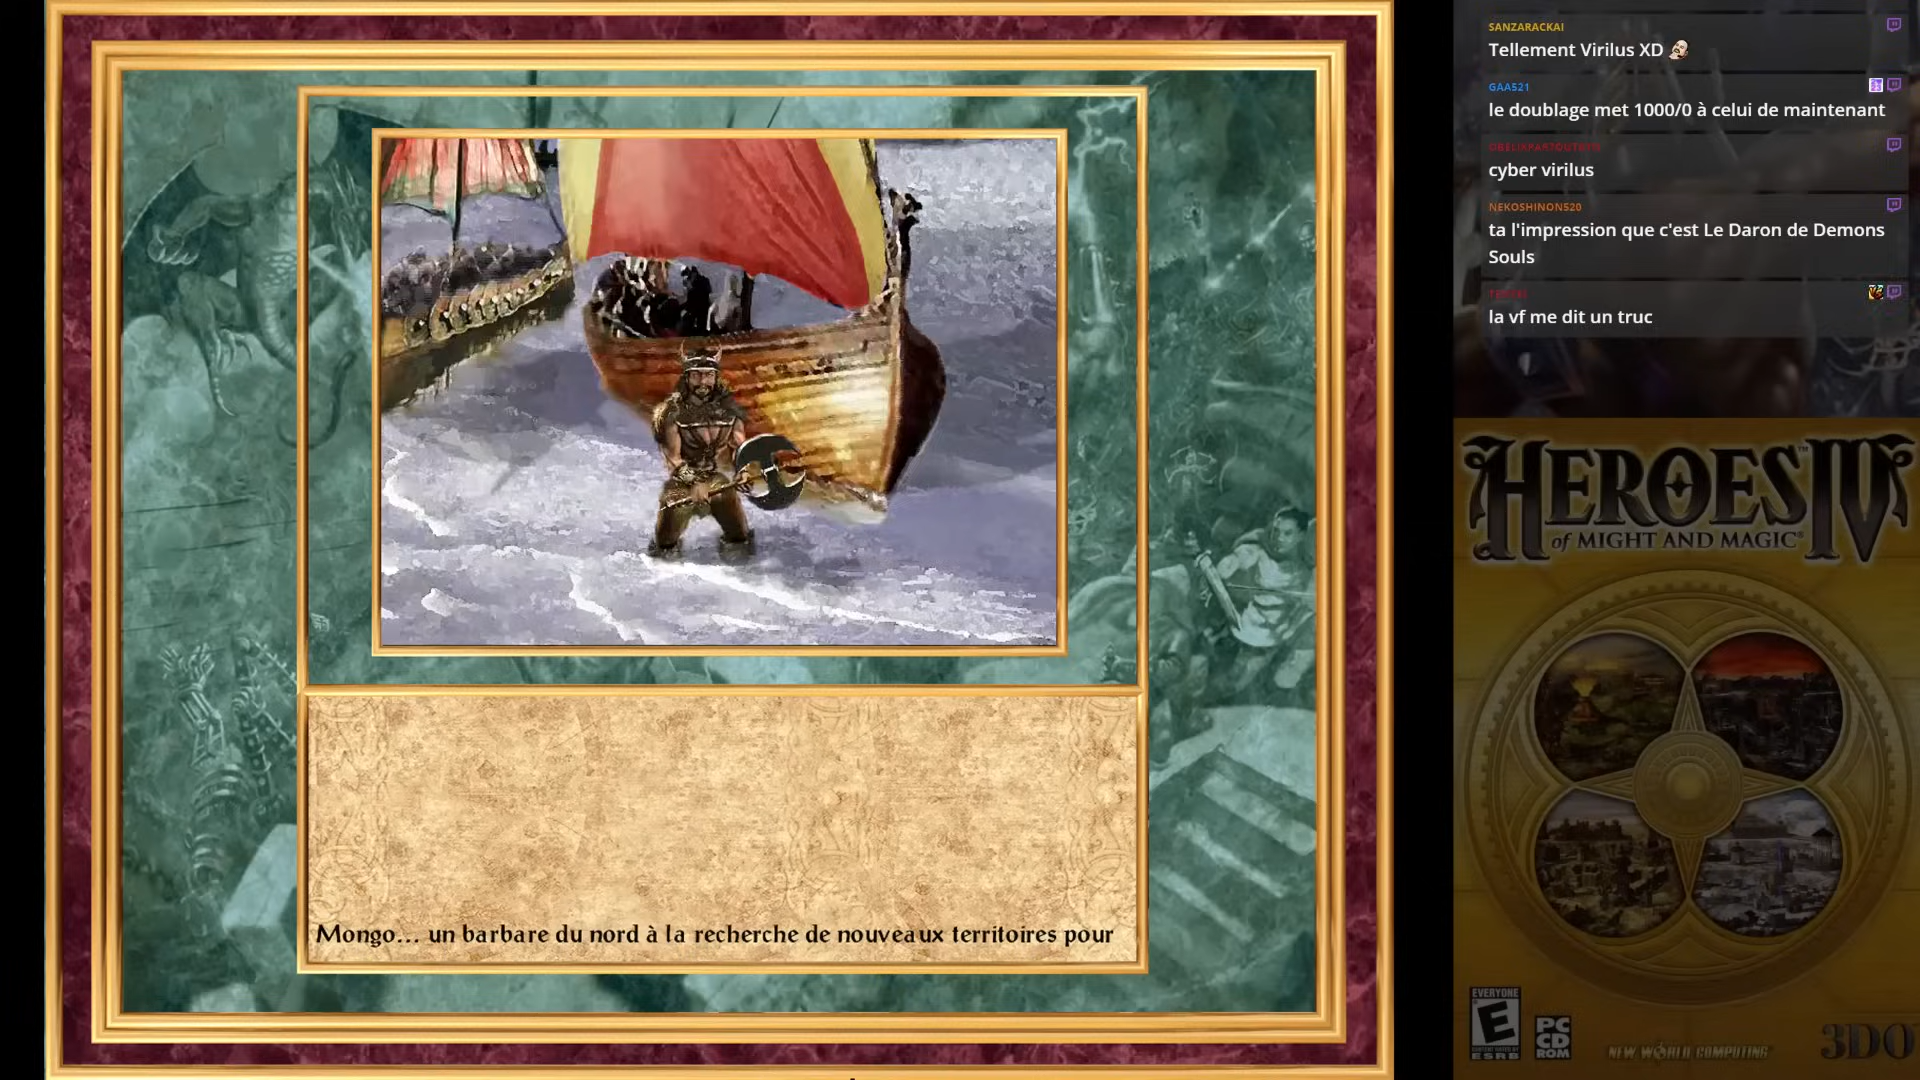 SANZARACKAI
Tellement Virilus XD
GAA521
le doublage met 1000/0 à celui de maintenant
cyber virilus
NEKOSHINON520
ta l'impression que c'est Le Daron de Demons
Souls
la vf me dit un truc
HEROES IV
of MIGHT AND MAGIC
Mongo... un barbare du nord à la recherche de nouveaux territoires pour
EVERYONE
E
ESRB
PC
CD
ROM
NEW WORLD COMPUTING
3DO